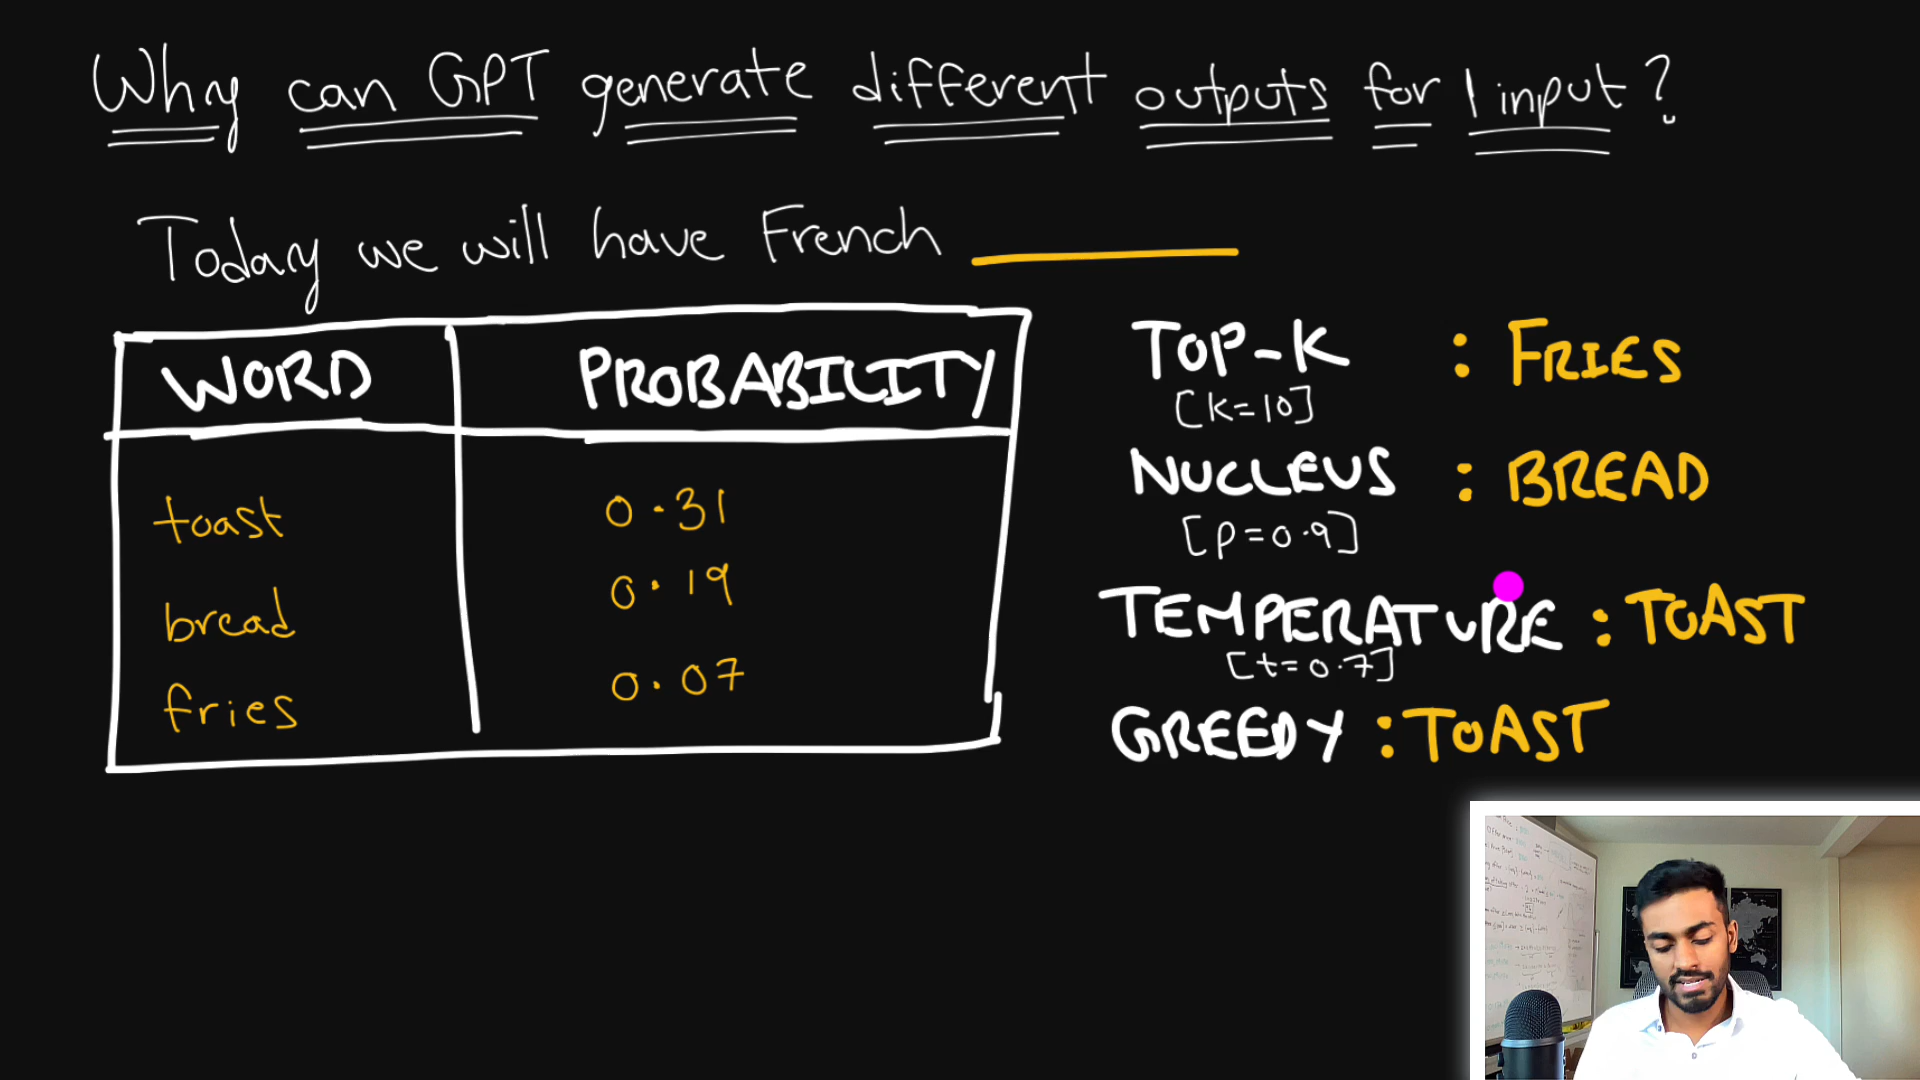 Why can GPT generate different outputs for 1 input?
Today we will have French
WORD PROBABILITY
toast 0.31
bread 0.19
fries 0.07
TOP-K : FRIES
[K=10]
NUCLEUS : BREAD
[P=0.9]
TEMPERATURE : TOAST
[t=0.7]
GREEDY : TOAST